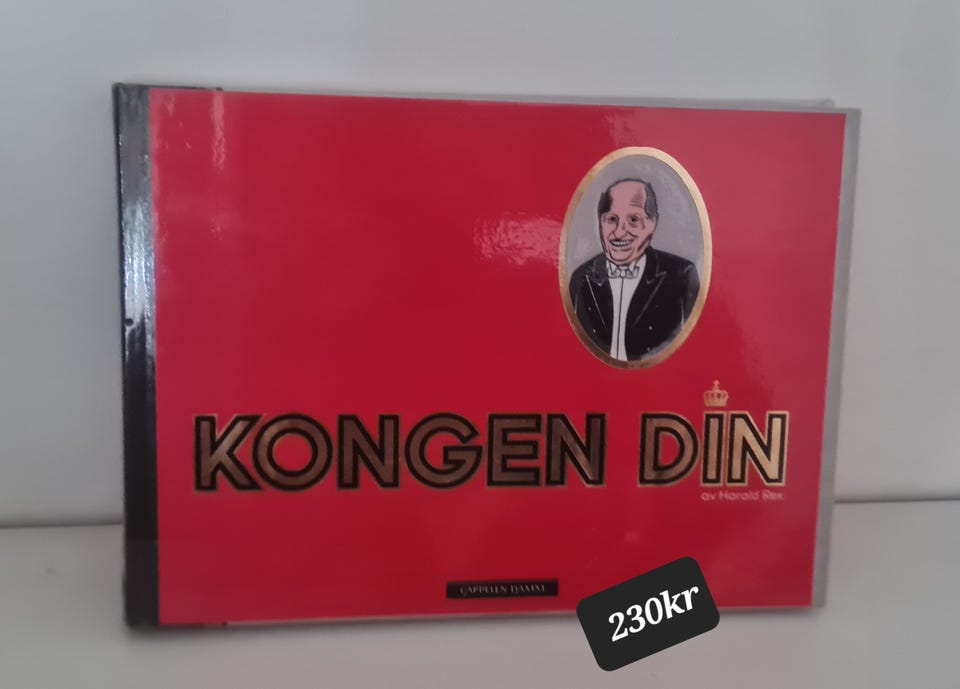 KONGEN DIN
av Harald Rex
CAPPELEN DAMM
230kr